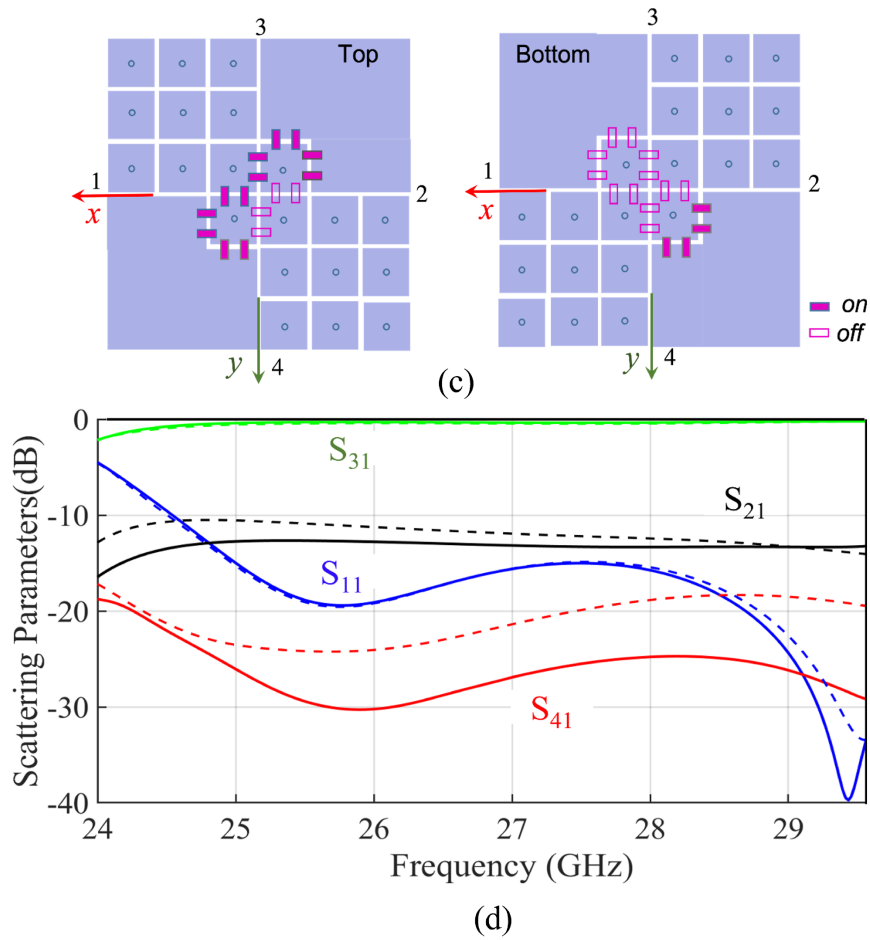 3 3
Top Bottom
1 2 1 2
x x
on
off
y 4 y 4
(c)
0
S31
-10
S21
S11
-20
-30
S41
-40
24 25 26 27 28 29
Scattering Parameters(dB)
Frequency (GHz)
(d)